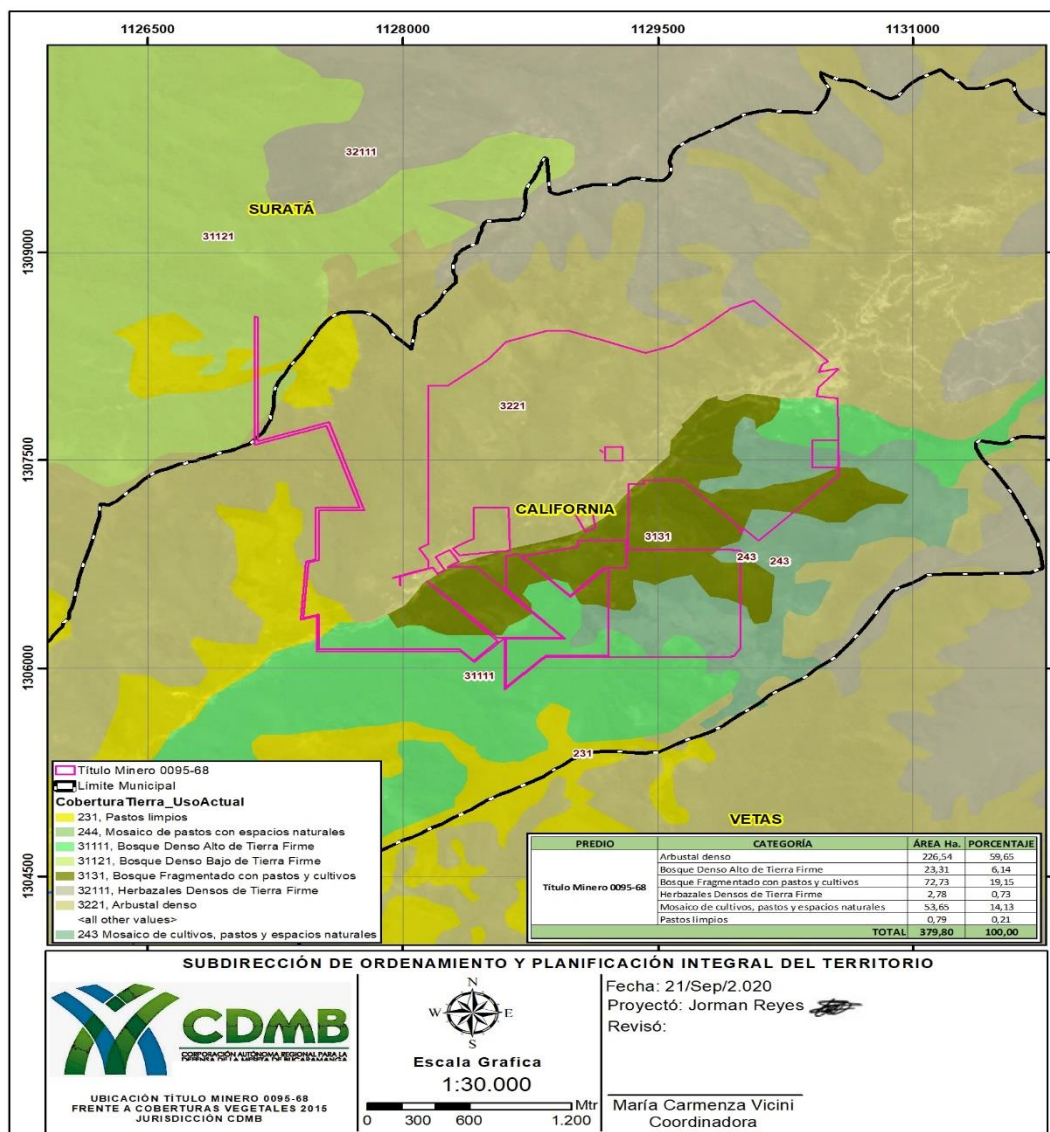 1126500 1128000 1129500 1131000
32111
SURATÁ
31121
1309000
3221
1307500
CALIFORNIA
3131
243 243
1306000
31111
231
VETAS
1304500
Título Minero 0095-68
Límite Municipal
CoberturaTierra_UsoActual
231, Pastos limpios
244, Mosaico de pastos con espacios naturales
31111, Bosque Denso Alto de Tierra Firme
31121, Bosque Denso Bajo de Tierra Firme
3131, Bosque Fragmentado con pastos y cultivos
32111, Herbazales Densos de Tierra Firme
3221, Arbustal denso
<all other values>
243 Mosaico de cultivos, pastos y espacios naturales
PREDIO CATEGORÍA ÁREA Ha. PORCENTAJE
Título Minero 0095-68
Arbustal denso 226,54 59,65
Bosque Denso Alto de Tierra Firme 23,31 6,14
Bosque Fragmentado con pastos y cultivos 72,73 19,15
Herbazales Densos de Tierra Firme 2,78 0,73
Mosaico de cultivos, pastos y espacios naturales 53,65 14,13
Pastos limpios 0,79 0,21
TOTAL 379,80 100,00
SUBDIRECCIÓN DE ORDENAMIENTO Y PLANIFICACIÓN INTEGRAL DEL TERRITORIO
CDMB
CORPORACIÓN AUTÓNOMA REGIONAL PARA LA
DEFENSA DE LA MESETA DE BUCARAMANGA
UBICACIÓN TÍTULO MINERO 0095-68
FRENTE A COBERTURAS VEGETALES 2015
JURISDICCIÓN CDMB
N
W E
S
Escala Grafica
1:30.000
Mtr
0 300 600 1.200
Fecha: 21/Sep/2.020
Proyectó: Jorman Reyes
Revisó:
María Carmenza Vicini
Coordinadora